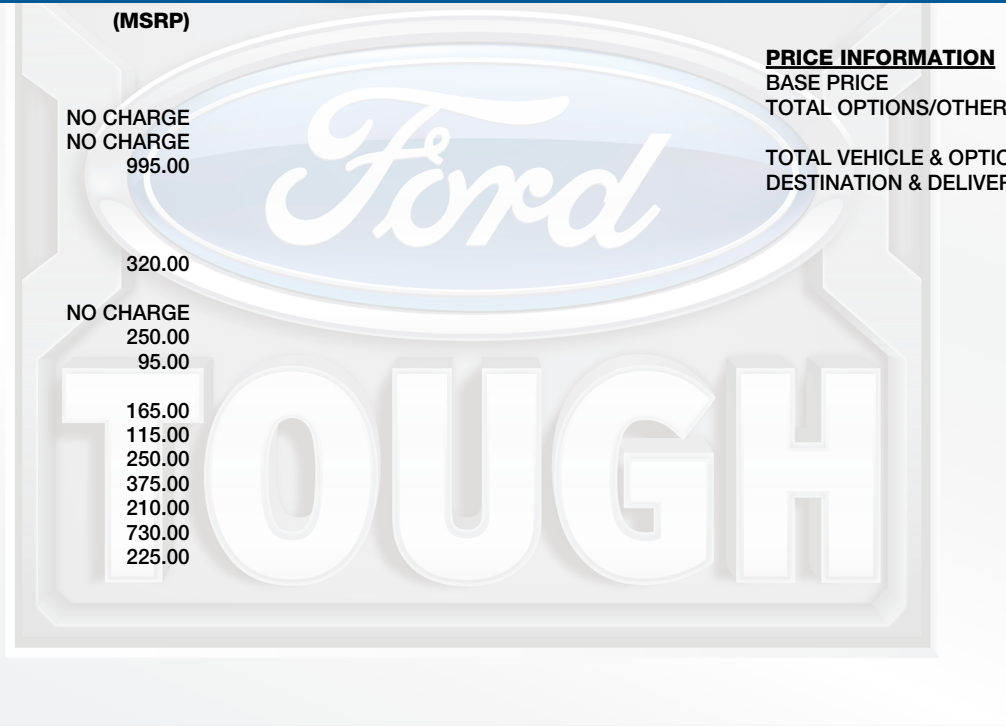 (MSRP)
NO CHARGE
NO CHARGE
995.00
320.00
NO CHARGE
250.00
95.00
165.00
115.00
250.00
375.00
210.00
730.00
225.00
PRICE INFORMATION
BASE PRICE
TOTAL OPTIONS/OTHER
TOTAL VEHICLE & OPTIO
DESTINATION & DELIVER
Ford
TOUGH